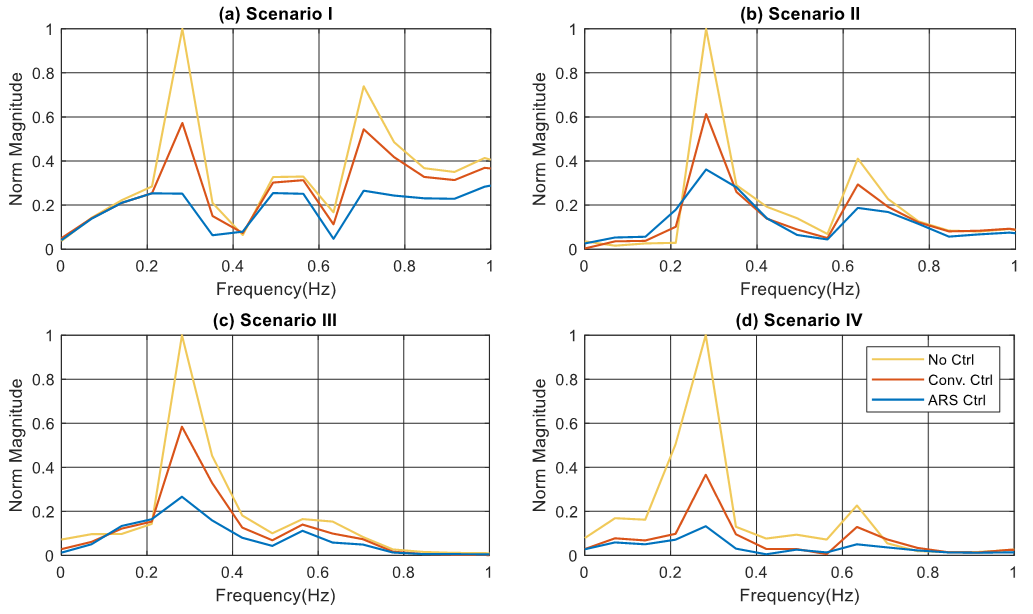 (a) Scenario I
Norm Magnitude
1
0.8
0.6
0.4
0.2
0
0 0.2 0.4 0.6 0.8 1
Frequency(Hz)
(b) Scenario II
Norm Magnitude
1
0.8
0.6
0.4
0.2
0
0 0.2 0.4 0.6 0.8 1
Frequency(Hz)
(c) Scenario III
Norm Magnitude
1
0.8
0.6
0.4
0.2
0
0 0.2 0.4 0.6 0.8 1
Frequency(Hz)
(d) Scenario IV
Norm Magnitude
1
0.8
0.6
0.4
0.2
0
No Ctrl
Conv. Ctrl
ARS Ctrl
0 0.2 0.4 0.6 0.8 1
Frequency(Hz)